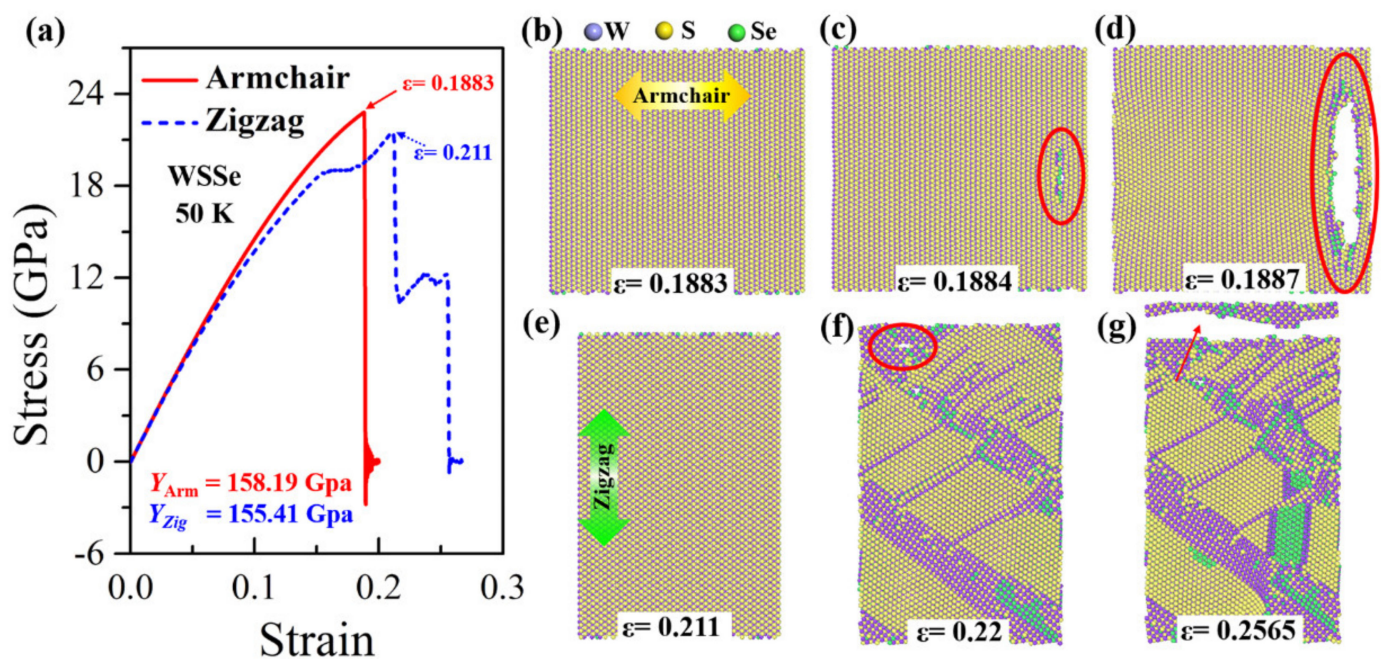 (a)
24
18
12
6
0
-6
0.0
0.1
0.2
0.3
Stress (GPa)
Strain
Armchair
Zigzag
WSSe
50 K
ε= 0.1883
ε= 0.211
YArm = 158.19 Gpa
YZig = 155.41 Gpa
(b)
W S Se
Armchair
ε= 0.1883
(c)
ε= 0.1884
(d)
ε= 0.1887
(e)
Zigzag
ε= 0.211
(f)
ε= 0.22
(g)
ε= 0.2565